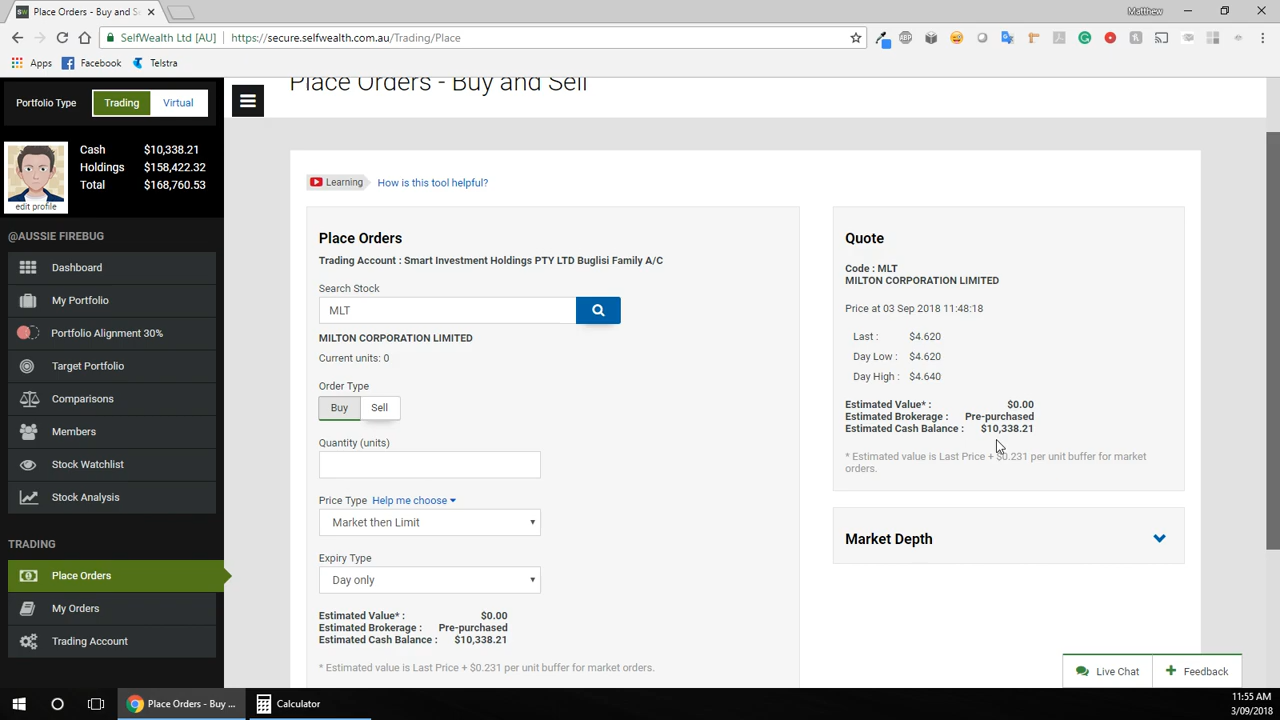 Place Orders - Buy and S
Matthew
SelfWealth Ltd [AU]
https://secure.selfwealth.com.au/Trading/Place
ABP
Apps
Facebook
Telstra
Portfolio Type
Trading
Virtual
Cash $10,338.21
Holdings $158,422.32
Total $168,760.53
edit profile
@AUSSIE FIREBUG
Dashboard
My Portfolio
Portfolio Alignment 30%
Target Portfolio
Comparisons
Members
Stock Watchlist
Stock Analysis
TRADING
Place Orders
My Orders
Trading Account
Place Orders - Buy and Sell
Learning
How is this tool helpful?
Place Orders
Trading Account : Smart Investment Holdings PTY LTD Buglisi Family A/C
Search Stock
MLT
MILTON CORPORATION LIMITED
Current units: 0
Order Type
Buy
Sell
Quantity (units)
Price Type Help me choose
Market then Limit
Expiry Type
Day only
Estimated Value* : $0.00
Estimated Brokerage : Pre-purchased
Estimated Cash Balance : $10,338.21
* Estimated value is Last Price + $0.231 per unit buffer for market orders.
Quote
Code : MLT
MILTON CORPORATION LIMITED
Price at 03 Sep 2018 11:48:18
Last : $4.620
Day Low : $4.620
Day High : $4.640
Estimated Value* : $0.00
Estimated Brokerage : Pre-purchased
Estimated Cash Balance : $10,338.21
* Estimated value is Last Price + $0.231 per unit buffer for market
orders.
Market Depth
Live Chat
Feedback
Place Orders - Buy ...
Calculator
11:55 AM
3/09/2018